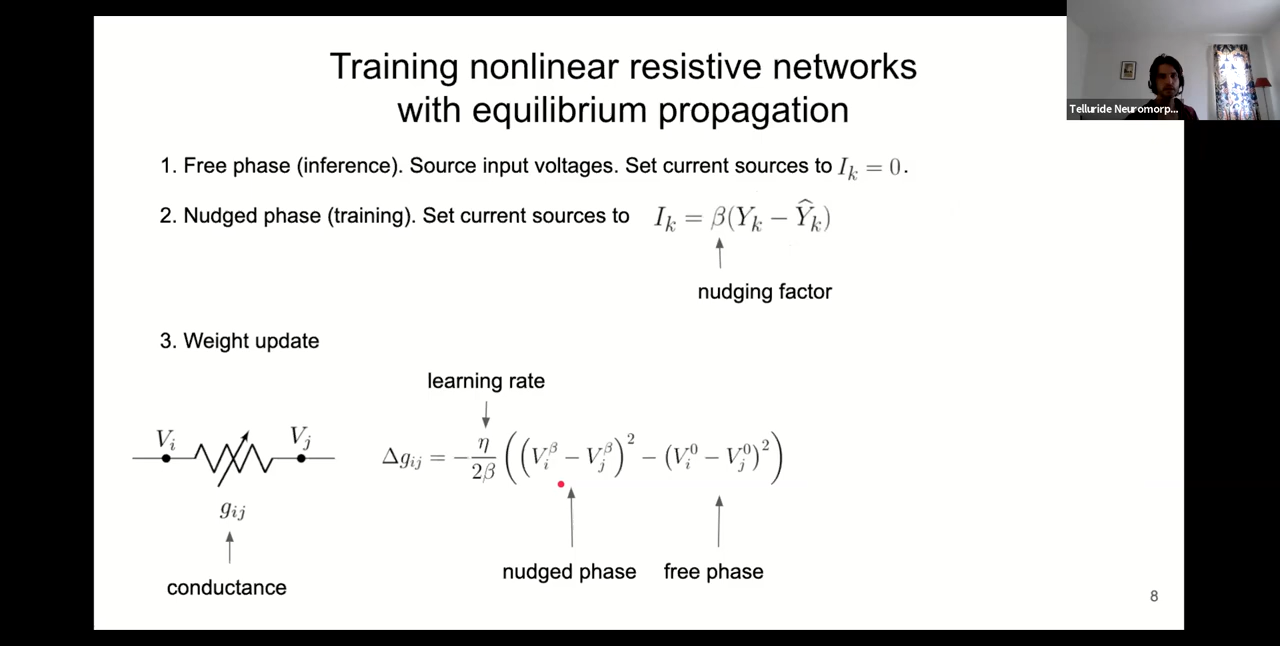 Training nonlinear resistive networks
with equilibrium propagation
Telluride Neuromorp...
1. Free phase (inference). Source input voltages. Set current sources to I_k = 0.
2. Nudged phase (training). Set current sources to I_k = β(Y_k − Ŷ_k)
nudging factor
3. Weight update
learning rate
V_i V_j
Δg_ij = −η/2β ((V_i^β − V_j^β)^2 − (V_i^0 − V_j^0)^2)
g_ij
nudged phase free phase
conductance
8